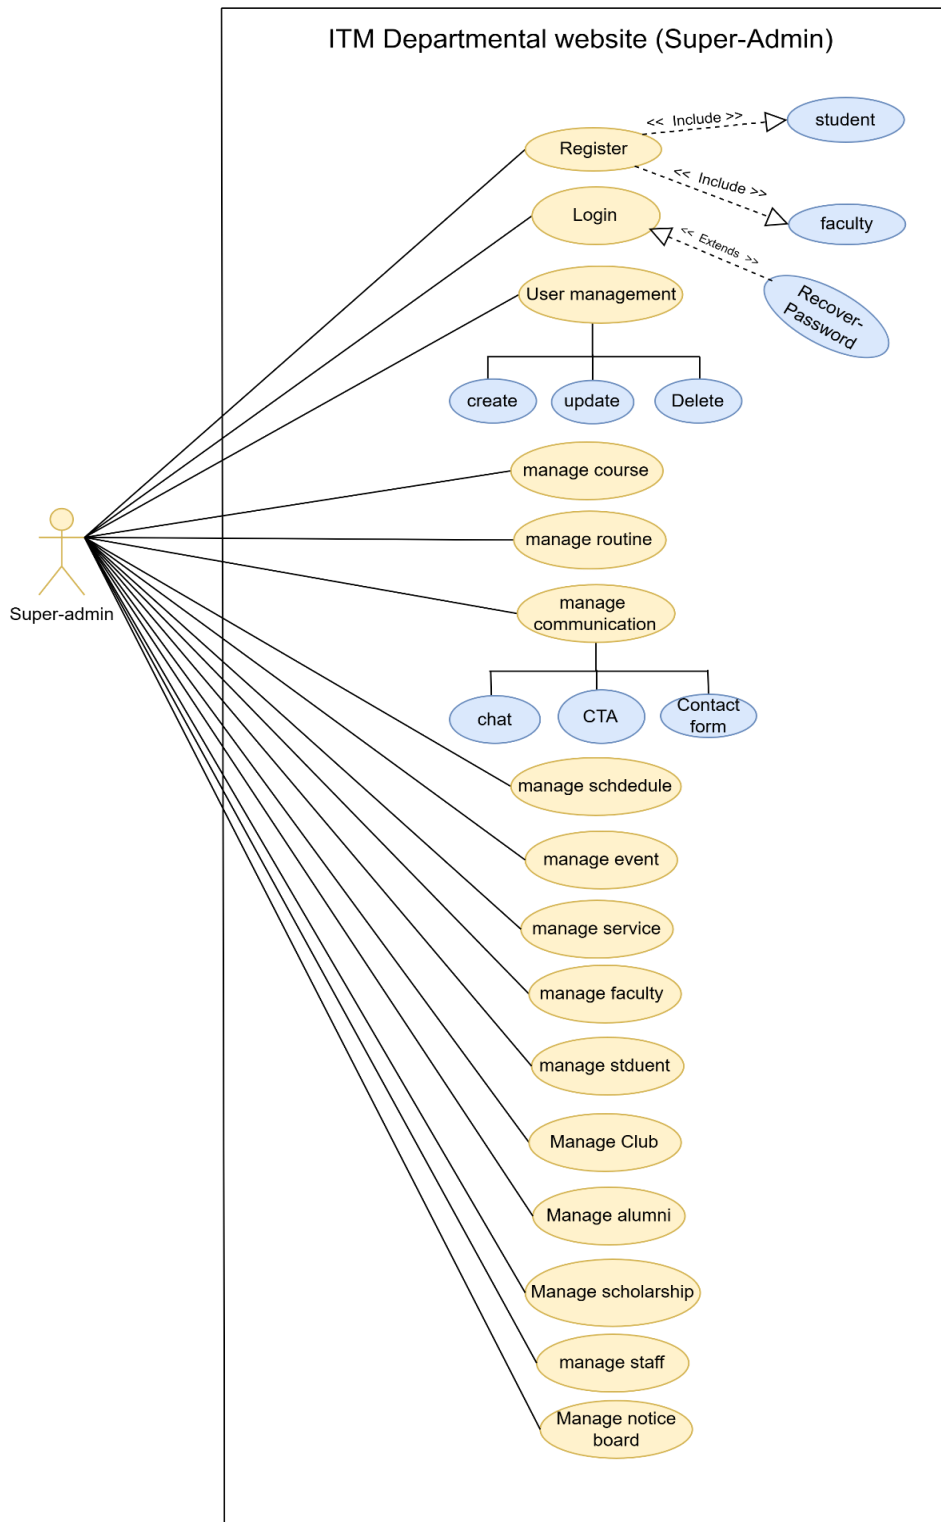 ITM Departmental website (Super-Admin)
<< Include >>
student
Register
<< Include >>
Login
faculty
<< Extends >>
User management
Recover-
Password
create
update
Delete
manage course
manage routine
Super-admin
manage
communication
chat
CTA
Contact
form
manage schdedule
manage event
manage service
manage faculty
manage stduent
Manage Club
Manage alumni
Manage scholarship
manage staff
Manage notice
board